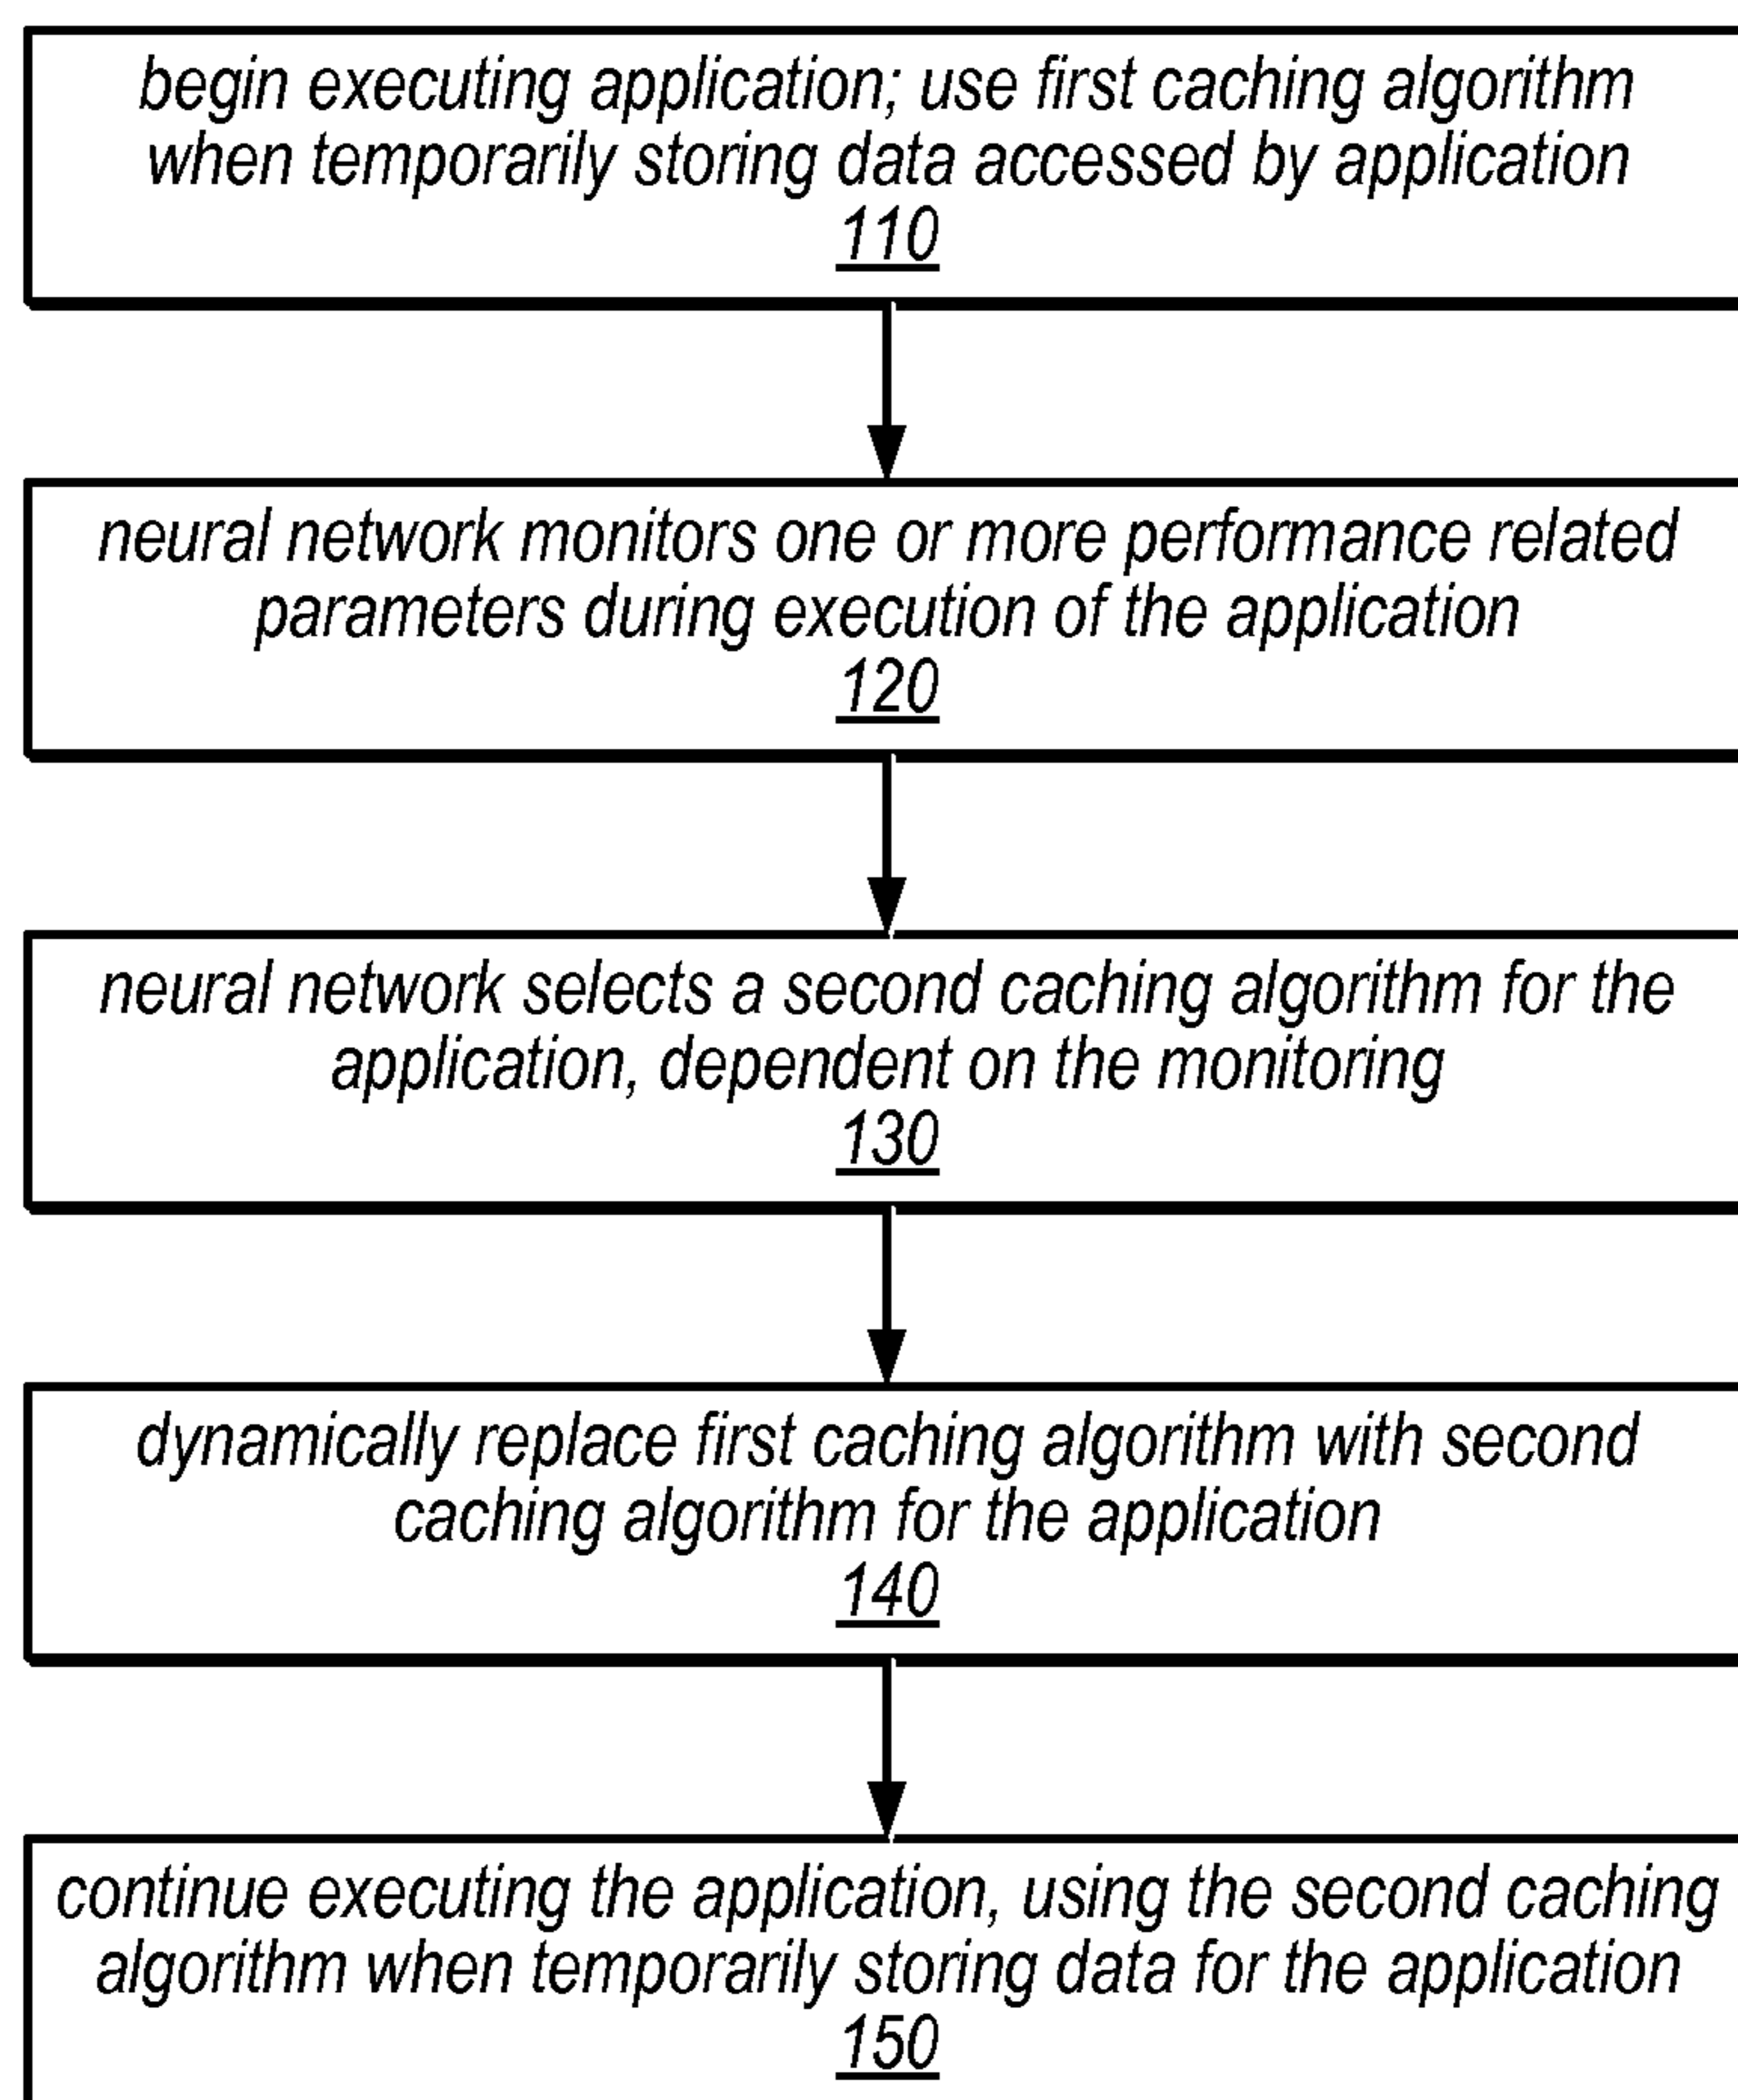 begin executing application; use first caching algorithm
when temporarily storing data accessed by application
110
neural network monitors one or more performance related
parameters during execution of the application
120
neural network selects a second caching algorithm for the
application, dependent on the monitoring
130
dynamically replace first caching algorithm with second
caching algorithm for the application
140
continue executing the application, using the second caching
algorithm when temporarily storing data for the application
150